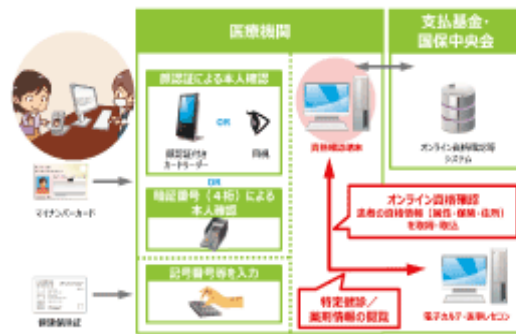 医療機関
支払基金・
国保中央会
顔認証による本人確認
OR
顔認証付き
カードリーダー
目視
資格確認端末
オンライン資格確認等
システム
マイナンバーカード
OR
暗証番号（4桁）による
本人確認
オンライン資格確認
患者の資格情報（属性・保険・住所）
を取得・取込
記号番号等を入力
特定健診／
薬剤情報の閲覧
健康保険証
電子カルテ・医事レセコン